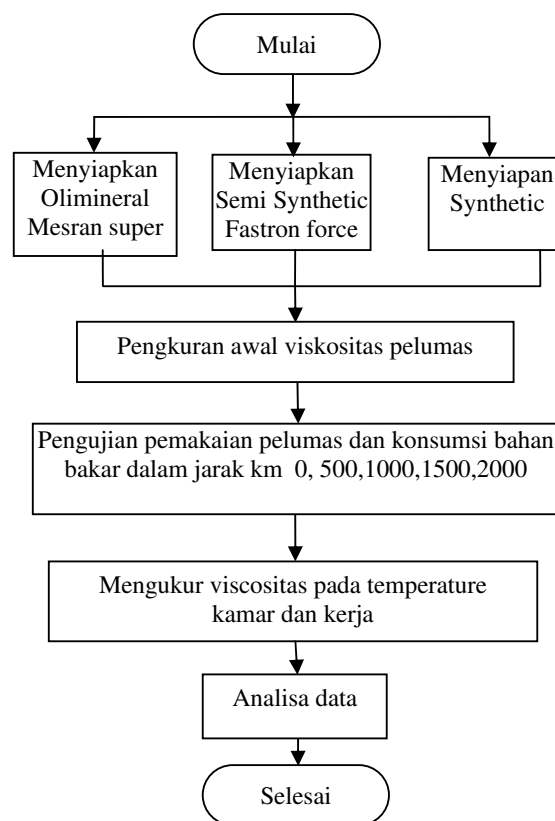 Mulai
Menyiapkan
Olimineral
Mesran super
Menyiapkan
Semi Synthetic
Fastron force
Menyiapan
Synthetic
Pengkuran awal viskositas pelumas
Pengujian pemakaian pelumas dan konsumsi bahan
bakar dalam jarak km 0, 500,1000,1500,2000
Mengukur viscositas pada temperature
kamar dan kerja
Analisa data
Selesai